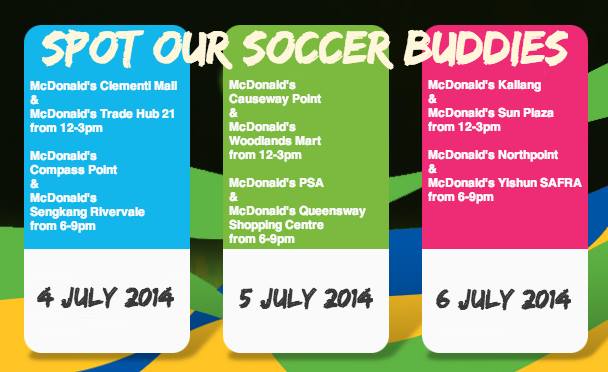 SPOT OUR SOCCER BUDDIES
McDonald's Clementi Mall
&
McDonald's Trade Hub 21
from 12-3pm
McDonald's
Compass Point
&
McDonald's
Sengkang Rivervale
from 6-9pm
4 JULY 2014
McDonald's
Causeway Point
&
McDonald's
Woodlands Mart
from 12-3pm
McDonald's PSA
&
McDonald's Queensway
Shopping Centre
from 6-9pm
5 JULY 2014
McDonald's Kallang
&
McDonald's Sun Plaza
from 12-3pm
McDonald's Northpoint
&
McDonald's Yishun SAFRA
from 6-9pm
6 JULY 2014